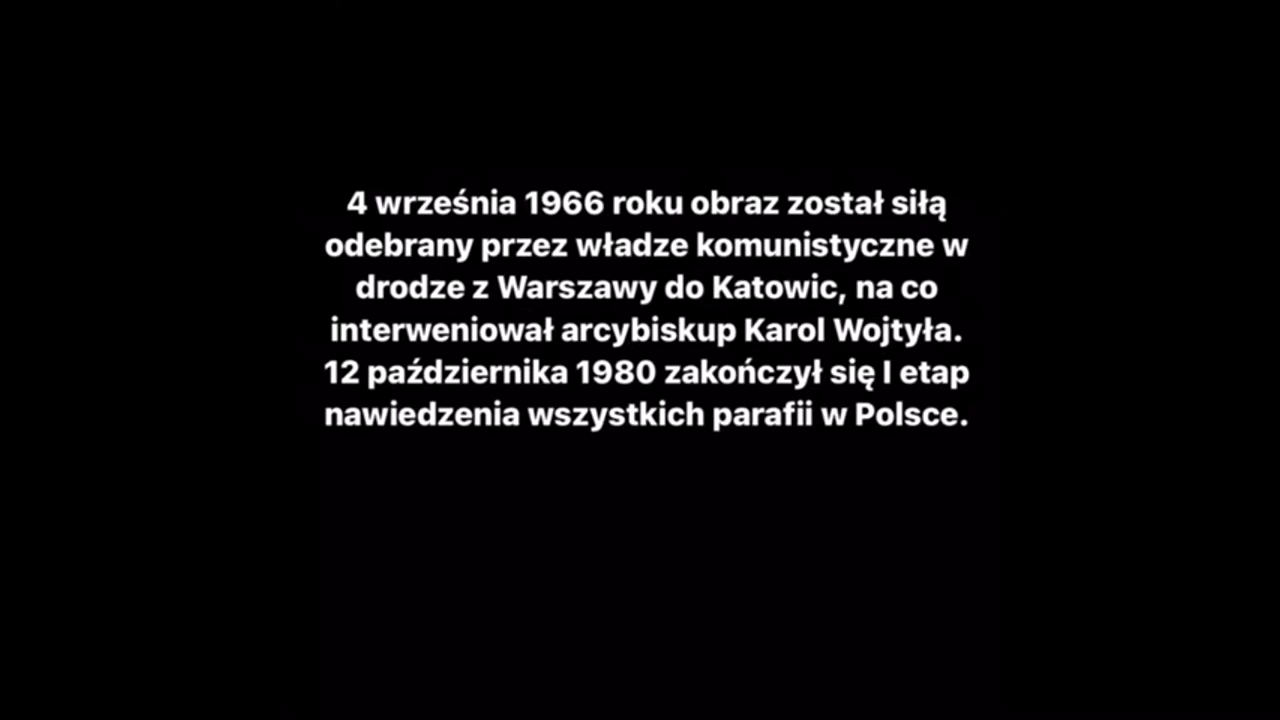 4 września 1966 roku obraz został siłą
odebrany przez władze komunistyczne w
drodze z Warszawy do Katowic, na co
interweniował arcybiskup Karol Wojtyła.
12 października 1980 zakończył się I etap
nawiedzenia wszystkich parafii w Polsce.